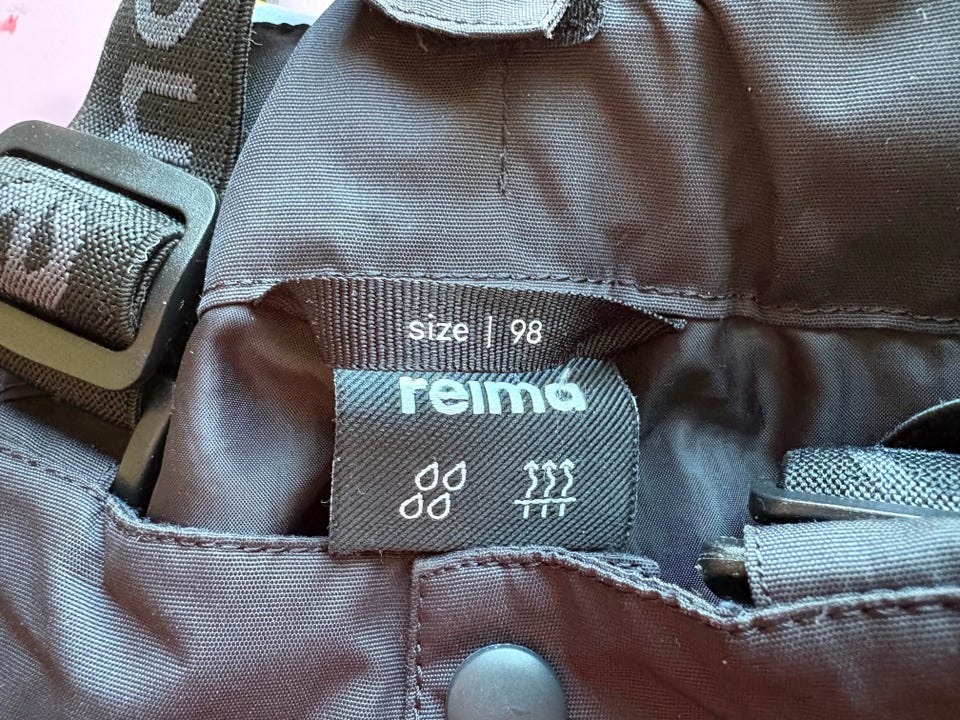 size | 98
reima